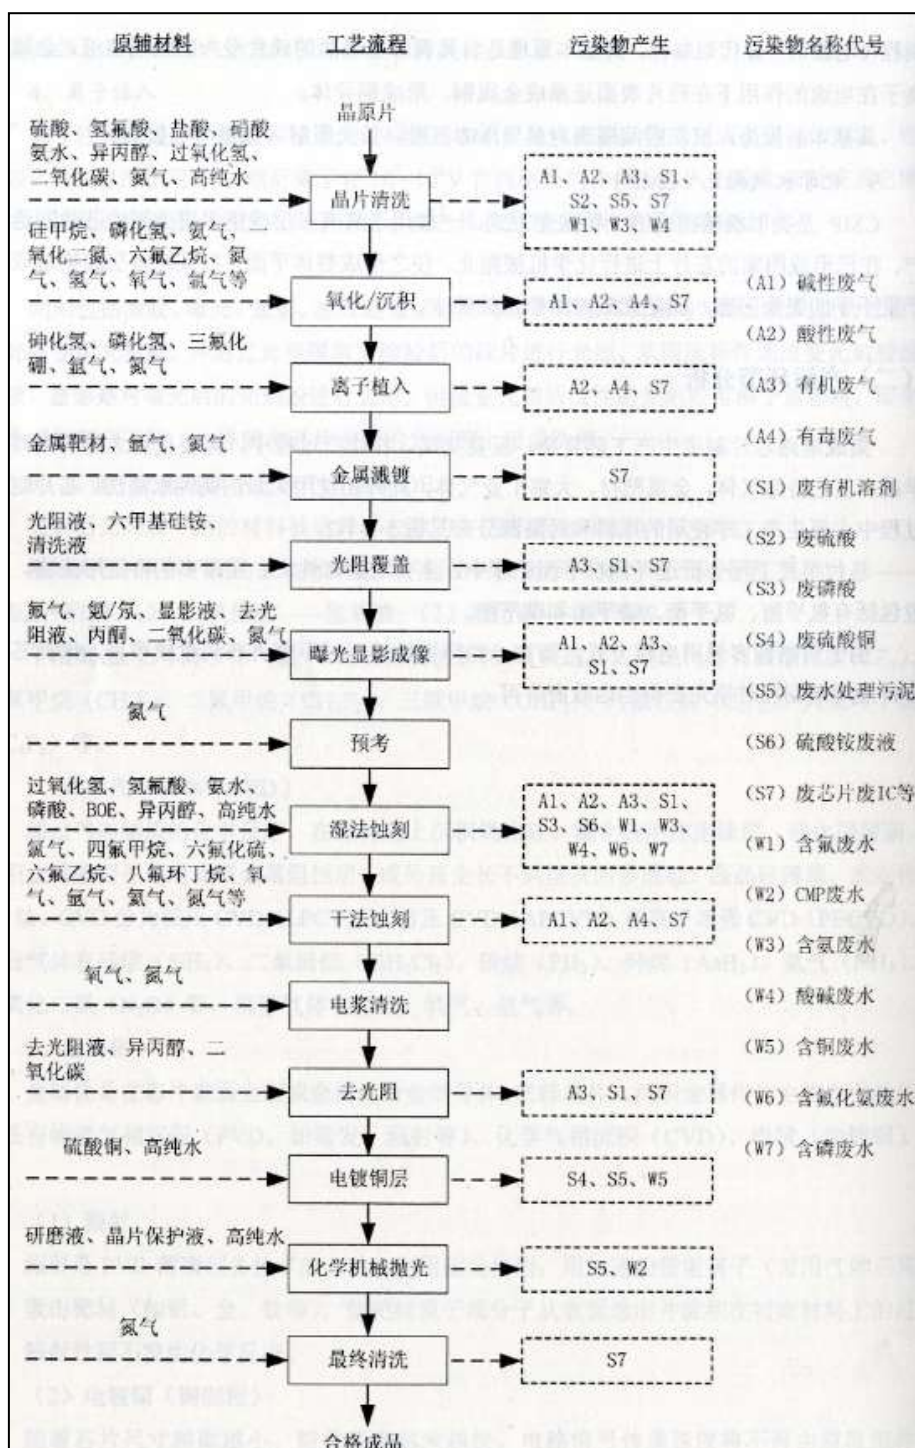 原辅材料 工艺流程 污染物产生 污染物名称代号
晶原片
硫酸、氢氟酸、盐酸、硝酸
氨水、异丙醇、过氧化氢、
二氧化碳、氮气、高纯水
晶片清洗
A1、A2、A3、S1、
S2、S5、S7
W1、W3、W4
硅甲烷、磷化氢、氨气、一
氧化二氮、六氟乙烷、氮
气、氢气、氧气、氩气等
氧化/沉积
A1、A2、A4、S7
砷化氢、磷化氢、三氟化
硼、氩气、氮气
离子植入
A2、A4、S7
金属靶材、氩气、氮气
金属溅镀
S7
光阻液、六甲基硅铵、
清洗液
光阻覆盖
A3、S1、S7
氟气、氪/氖、显影液、去光
阻液、丙酮、二氧化碳、氮气
曝光显影成像
A1、A2、A3、
S1、S7
氮气
预考
过氧化氢、氢氟酸、氨水、
磷酸、BOE、异丙醇、高纯水
湿法蚀刻
A1、A2、A3、S1、
S3、S6、W1、W3、
W4、W6、W7
氯气、四氟甲烷、六氟化硫、
六氟乙烷、八氟环丁烷、氧
气、氩气、氦气、氮气等
干法蚀刻
A1、A2、A4、S7
氧气、氮气
电浆清洗
去光阻液、异丙醇、二
氧化碳
去光阻
A3、S1、S7
硫酸铜、高纯水
电镀铜层
S4、S5、W5
研磨液、晶片保护液、高纯水
化学机械抛光
S5、W2
氮气
最终清洗
S7
合格成品
(A1)碱性废气
(A2)酸性废气
(A3)有机废气
(A4)有毒废气
(S1)废有机溶剂
(S2)废硫酸
(S3)废磷酸
(S4)废硫酸铜
(S5)废水处理污泥
(S6)硫酸铵废液
(S7)废芯片废IC等
(W1)含氟废水
(W2)CMP废水
(W3)含氨废水
(W4)酸碱废水
(W5)含铜废水
(W6)含氟化氨废水
(W7)含磷废水